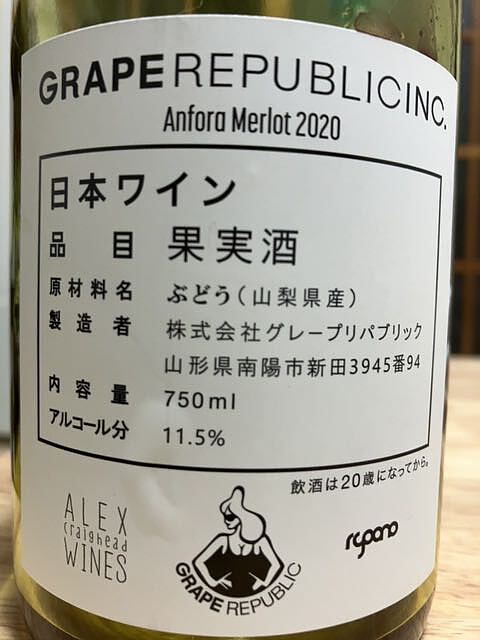 GRAPEREPUBLICINC.
Anfora Merlot 2020
日本ワイン
品目 果実酒
原材料名 ぶどう（山梨県産）
製造者 株式会社グレープリパブリック
山形県南陽市新田3945番94
内容量 750ml
アルコール分 11.5%
飲酒は20歳になってから。
ALEX
Craighead
WINES
GRAPE REPUBLIC